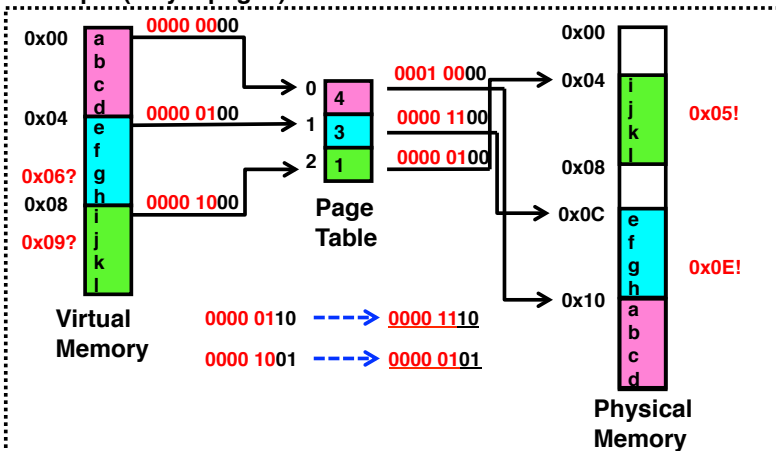 0x00
a
b
c
d
0x04
e
f
0x06?
g
h
0x08
i
0x09?
j
k
l
Virtual
Memory
0000 0000
0000 0100
0000 1000
0
4
1
3
2
1
Page
Table
0001 0000
0000 1100
0000 0100
0000 0110
0000 1110
0000 1001
0000 0101
0x00
0x04
i
j
0x05!
k
l
0x08
0x0C
e
f
g
0x0E!
h
0x10
a
b
c
d
Physical
Memory